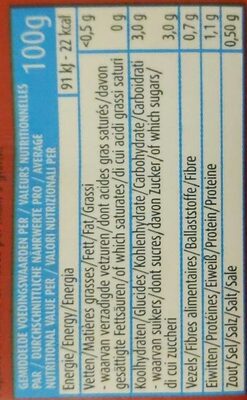 GEMIDDELDE VOEDINGSWAARDEN PER / VALEURS NUTRITIONNELLES
PAR / DURCHSCHNITTLICHE NÄHRWERTE PRO / AVERAGE
NUTRITIONAL VALUE PER / VALORI NUTRIZIONALI PER
100g
Energie/Energy/Energia 91 kJ - 22 kcal
Vetten/Matières grasses/Fett/Fat/Grassi <0,5 g
- waarvan verzadigde vetzuren/dont acides gras saturés/davon
gesättigte Fettsäuren/of which saturates/di cui acidi grassi saturi 0 g
Koolhydraten/Glucides/Kohlenhydrate/Carbohydrate/Carboidrati 3,0 g
- waarvan suikers/dont sucres/davon Zucker/of which sugars/
di cui zuccheri 3,0 g
Vezels/Fibres alimentaires/Ballaststoffe/Fibre 0,7 g
Eiwitten/Protéines/Eiweiß/Protein/Proteine 1,1 g
Zout/Sel/Salz/Salt/Sale 0,50 g